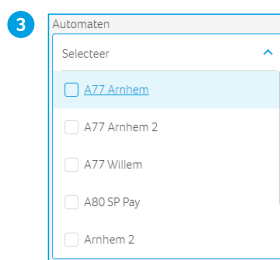 3
Automaten
Selecteer
A77 Arnhem
A77 Arnhem 2
A77 Willem
A80 SP Pay
Arnhem 2